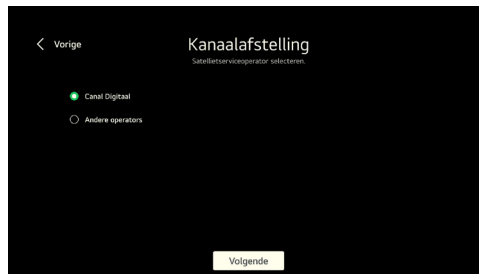 Vorige
Kanaalafstelling
Satellietserviceoperator selecteren.
Canal Digitaal
Andere operators
Volgende